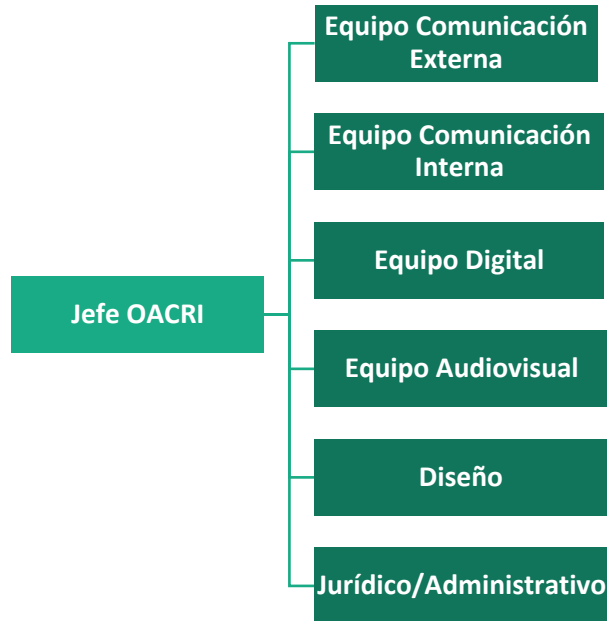 Equipo Comunicación
Externa
Equipo Comunicación
Interna
Equipo Digital
Jefe OACRI
Equipo Audiovisual
Diseño
Jurídico/Administrativo